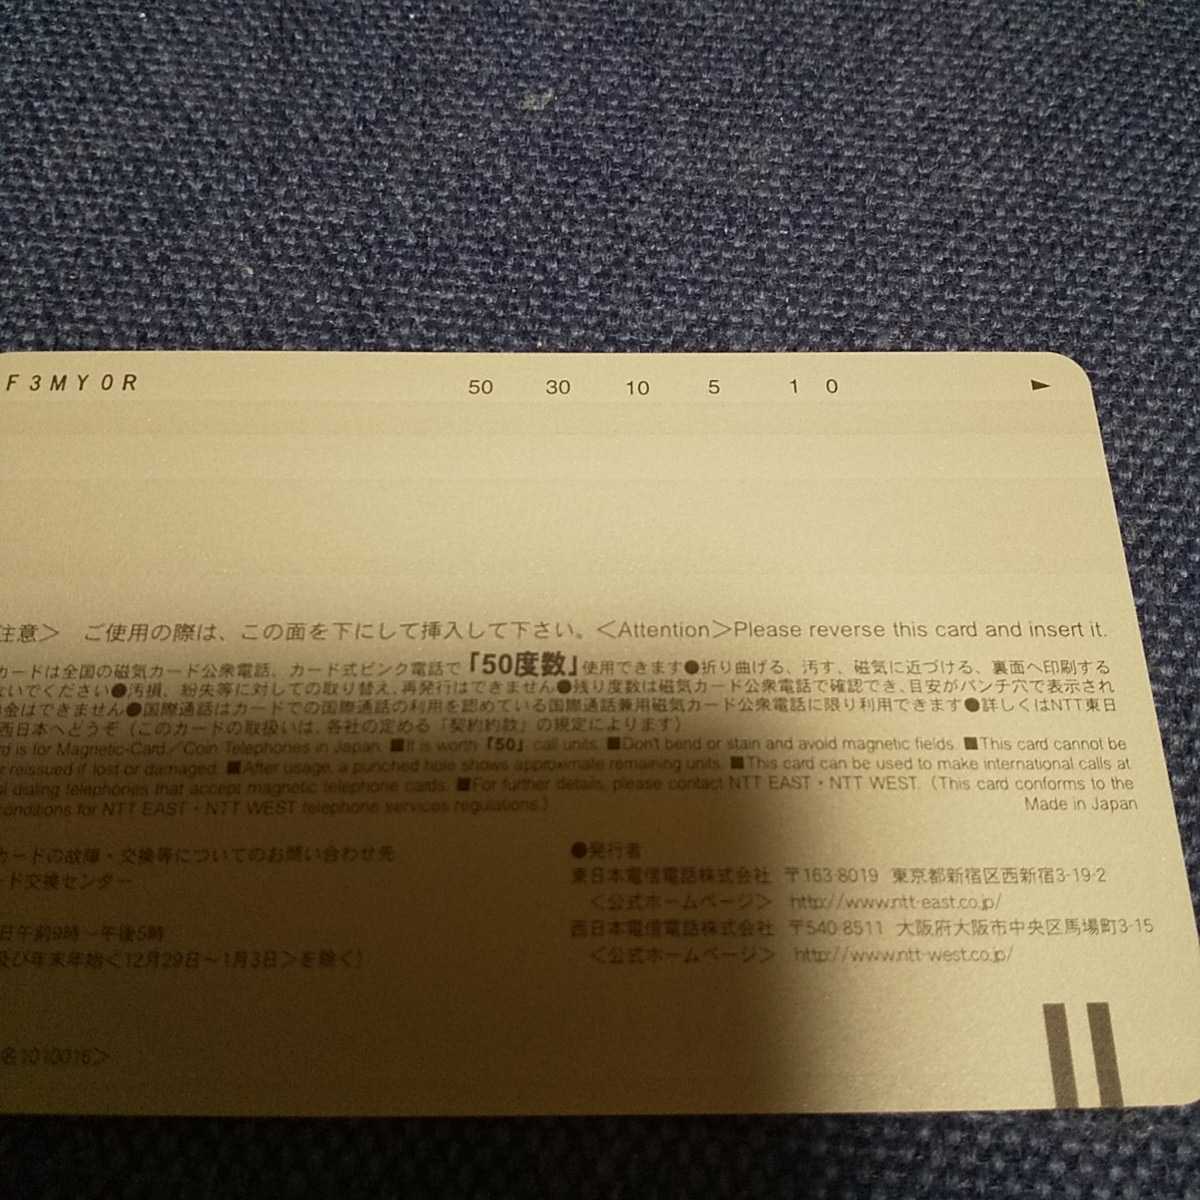 F3MY0R 50 30 10 5 1 0 ►
注意＞ ご使用の際は、この面を下にして挿入して下さい。＜Attention＞Please reverse this card and insert it.
カードは全国の磁気カード公衆電話、カード式ピンク電話で「50度数」使用できます●折り曲げる、汚す、磁気に近づける、裏面へ印刷する
ないでください●汚損、紛失等に対しての取り替え、再発行はできません●残り度数は磁気カード公衆電話で確認でき、目安がパンチ穴で表示され
金はできません●国際通話はカードでの国際通話の利用を認めている国際通話兼用磁気カード公衆電話に限り利用できます●詳しくはNTT東日
西日本へどうぞ（このカードの取扱いは、各社の定める「契約約款」の規定によります）
rd is for Magnetic-Card／Coin Telephones in Japan. ■It is worth「50」call units. ■Don't bend or stain and avoid magnetic fields. ■This card cannot be
r reissued if lost or damaged. ■After usage, a punched hole shows approximate remaining units. ■This card can be used to make international calls at
al dialing telephones that accept magnetic telephone cards. ■For further details, please contact NTT EAST・NTT WEST.（This card conforms to the
conditions for NTT EAST・NTT WEST telephone services regulations.）
Made in Japan
カードの故障・交換等についてのお問い合わせ先
ード交換センター
日午前9時～午後5時
及び年末年始＜12月29日～1月3日＞を除く）
名1010016＞
●発行者
東日本電信電話株式会社 〒163-8019 東京都新宿区西新宿3-19-2
＜公式ホームページ＞ http://www.ntt-east.co.jp/
西日本電信電話株式会社 〒540-8511 大阪府大阪市中央区馬場町3-15
＜公式ホームページ＞ http://www.ntt-west.co.jp/